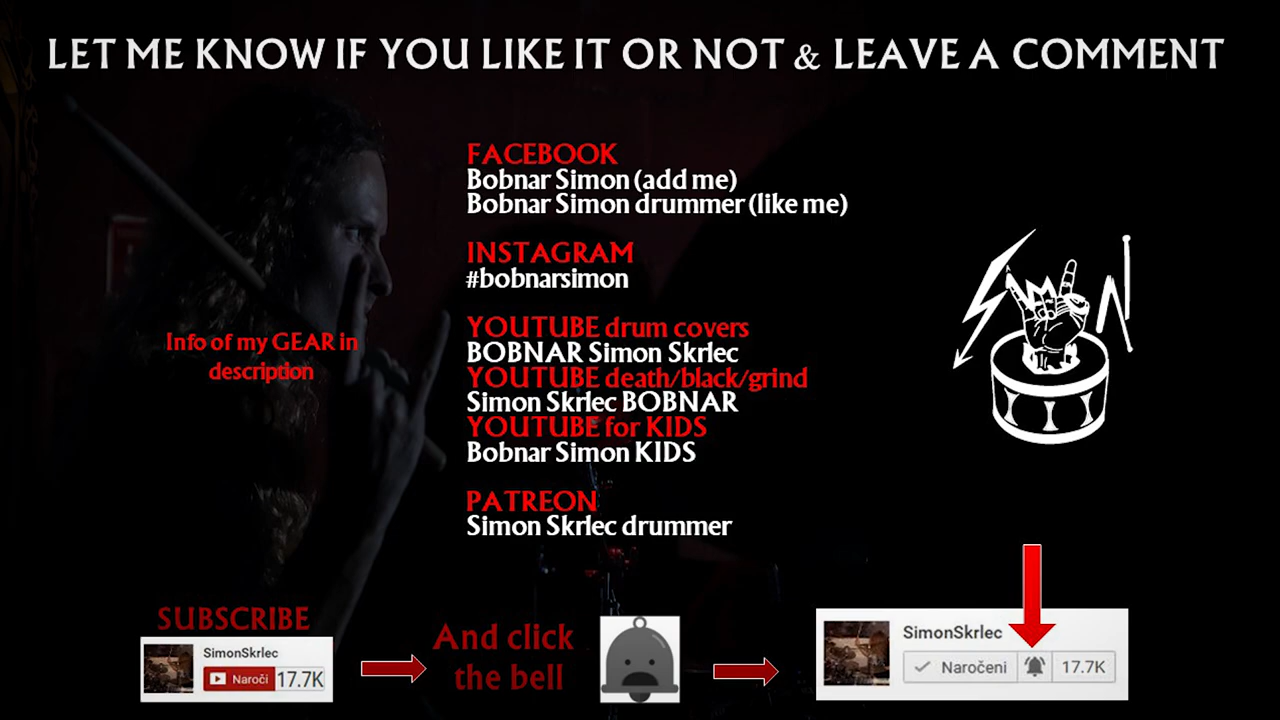 LET ME KNOW IF YOU LIKE IT OR NOT & LEAVE A COMMENT
FACEBOOK
Bobnar Simon (add me)
Bobnar Simon drummer (like me)
INSTAGRAM
#bobnarsimon
YOUTUBE drum covers
BOBNAR Simon Skrlec
YOUTUBE death/black/grind
Simon Skrlec BOBNAR
YOUTUBE for KIDS
Bobnar Simon KIDS
PATREON
Simon Skrlec drummer
Info of my GEAR in
description
SIMON
SUBSCRIBE
SimonSkrlec
Naroči 17.7K
And click
the bell
SimonSkrlec
Naročeni 17.7K